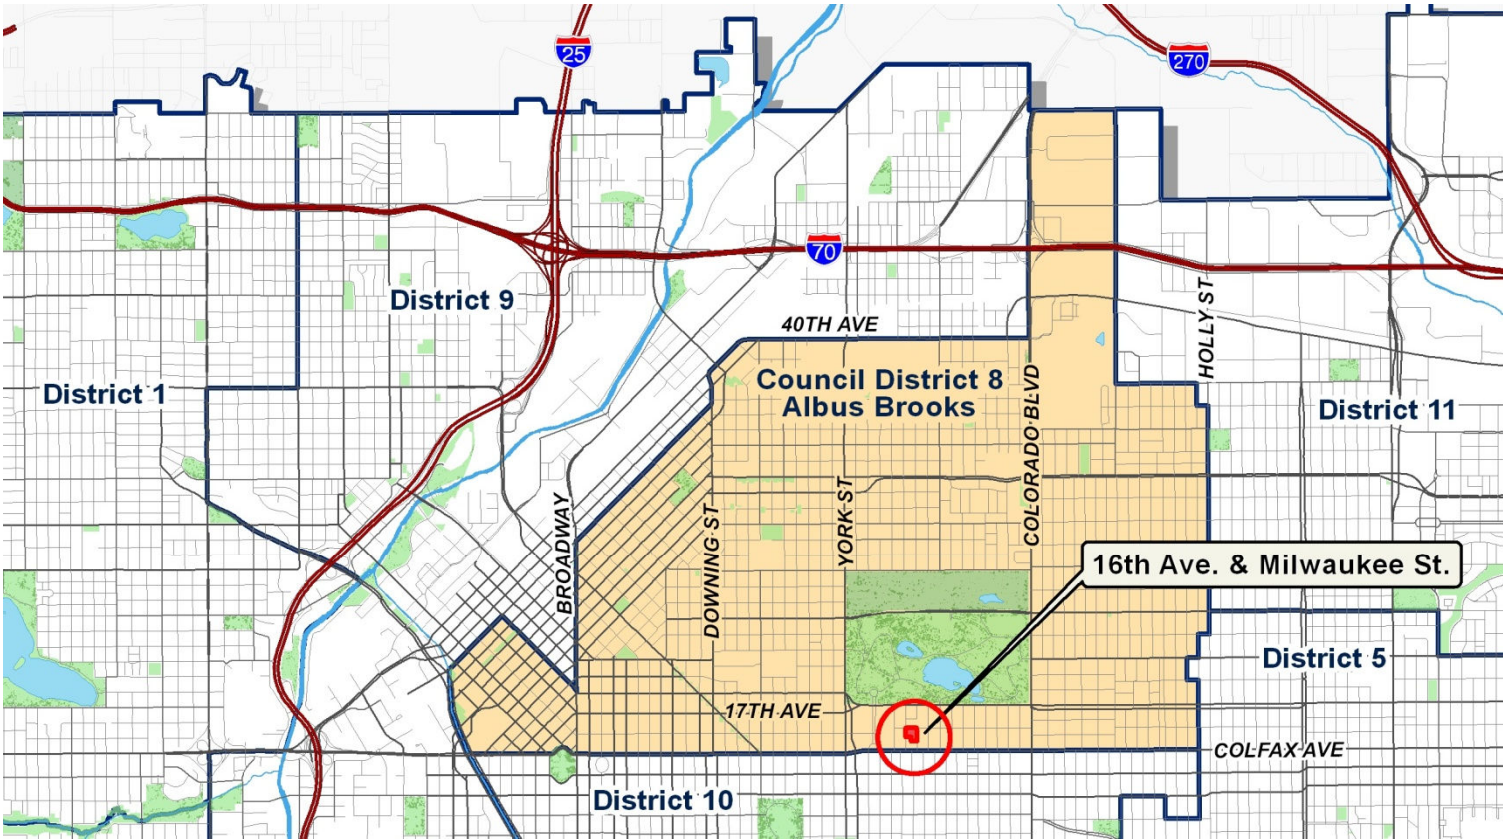 25
270
70
District 9
40TH AVE
HOLLY ST
District 1
Council District 8
Albus Brooks
COLORADO BLVD
District 11
BROADWAY
DOWNING ST
YORK ST
16th Ave. & Milwaukee St.
District 5
17TH AVE
COLFAX AVE
District 10